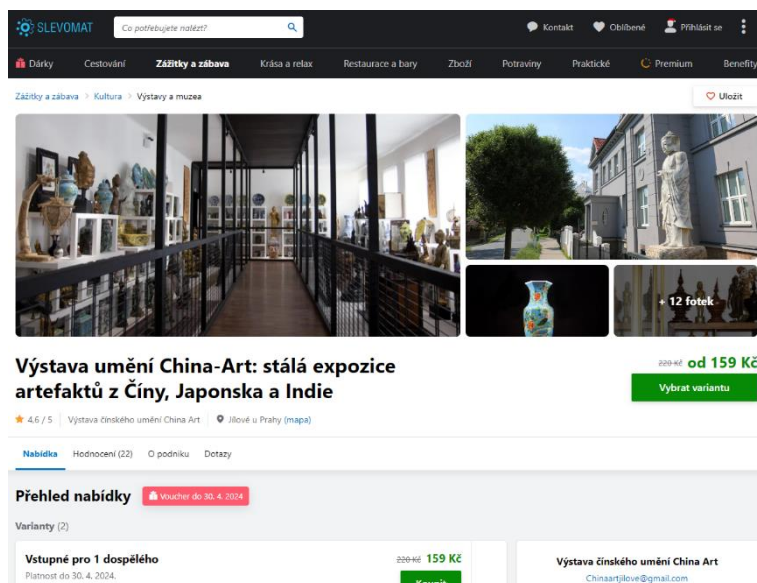 SLEVOMAT
Co potřebujete nalézt?
Kontakt
Oblíbené
Přihlásit se
Dárky
Cestování
Zážitky a zábava
Krása a relax
Restaurace a bary
Zboží
Potraviny
Praktické
Premium
Benefity
Zážitky a zábava > Kultura > Výstavy a muzea
Uložit
+ 12 fotek
Výstava umění China-Art: stálá expozice
artefaktů z Číny, Japonska a Indie
220 Kč od 159 Kč
Vybrat variantu
4,6 / 5
Výstava čínského umění China Art
Jílové u Prahy (mapa)
Nabídka
Hodnocení (22)
O podniku
Dotazy
Přehled nabídky
Voucher do 30. 4. 2024
Varianty (2)
Vstupné pro 1 dospělého
220 Kč 159 Kč
Platnost do 30. 4. 2024.
Koupit
Výstava čínského umění China Art
Chinaartjilove@gmail.com